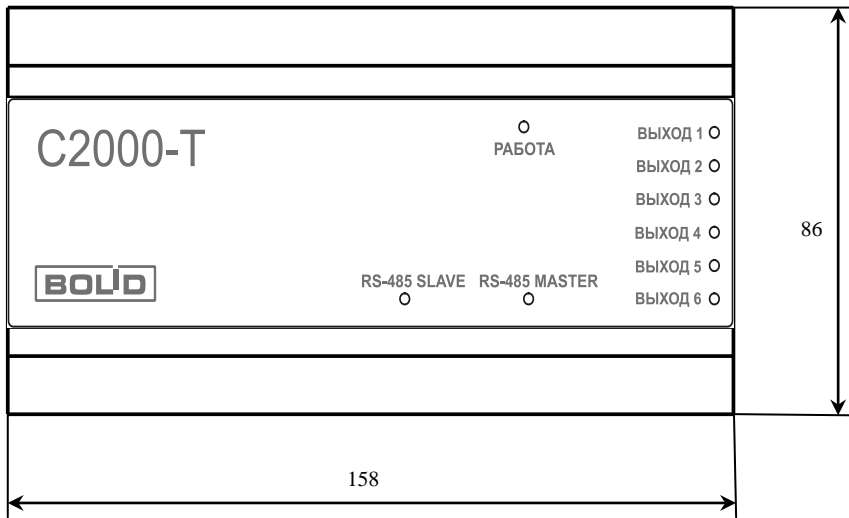 С2000-Т
РАБОТА
ВЫХОД 1
ВЫХОД 2
ВЫХОД 3
ВЫХОД 4
ВЫХОД 5
ВЫХОД 6
86
BOLID
RS-485 SLAVE RS-485 MASTER
158